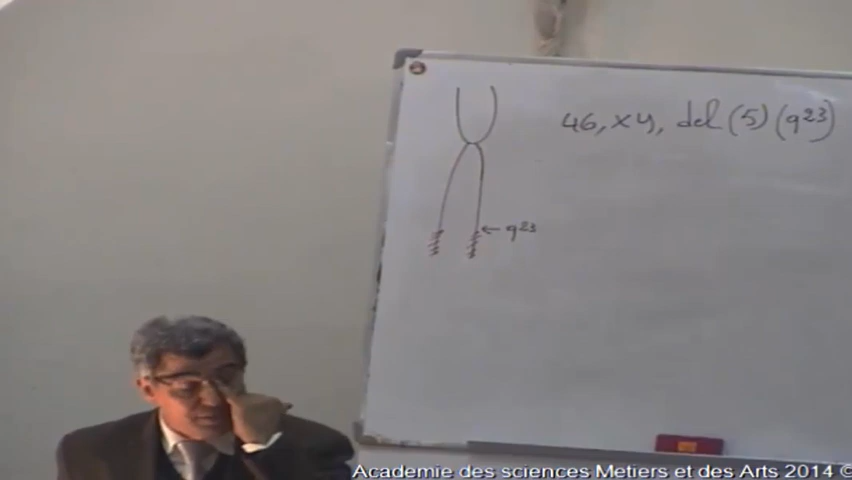 46, XY, del (5) (q23)
← q23
Academie des sciences Metiers et des Arts 2014 ©